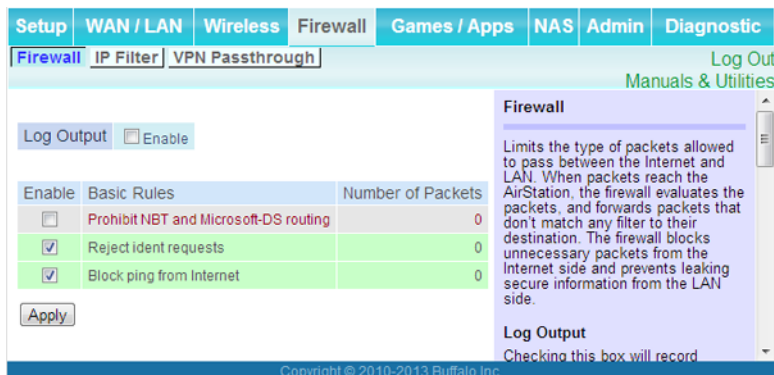 Setup WAN / LAN Wireless Firewall Games / Apps NAS Admin Diagnostic
Firewall IP Filter VPN Passthrough
Log Out
Manuals & Utilities
Log Output Enable
Enable Basic Rules Number of Packets
Prohibit NBT and Microsoft-DS routing 0
Reject ident requests 0
Block ping from Internet 0
Apply
Firewall
Limits the type of packets allowed
to pass between the Internet and
LAN. When packets reach the
AirStation, the firewall evaluates the
packets, and forwards packets that
don't match any filter to their
destination. The firewall blocks
unnecessary packets from the
Internet side and prevents leaking
secure information from the LAN
side.
Log Output
Checking this box will record
Copyright © 2010-2013 Buffalo Inc.